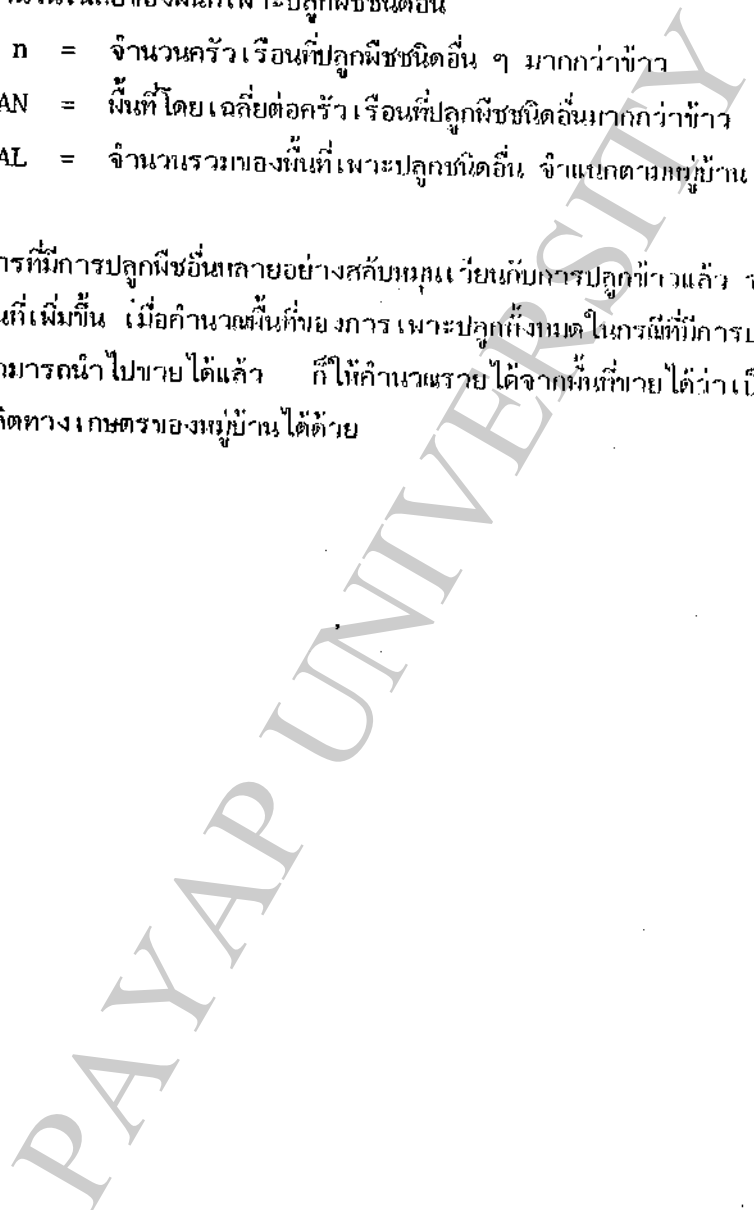 n = จำนวนครัวเรือนที่ปลูกพืชชนิดอื่น ๆ มากกว่าข้าว
AN = พื้นที่โดยเฉลี่ยต่อครัวเรือนที่ปลูกพืชชนิดอื่นมากกว่าข้าว
AL = จำนวนรวมของพื้นที่เพาะปลูกชนิดอื่น จำแนกตามหมู่บ้าน
ารที่มีการปลูกพืชอื่นหลายอย่างสลับหมุนเวียนกับการปลูกข้าวแล้ว
นที่เพิ่มขึ้น เมื่อคำนวณพื้นที่ของการเพาะปลูกทั้งหมดในกรณีที่มีการป
ามารถนำไปขายได้แล้ว ก็ให้คำนวณรายได้จากพื้นที่ขายได้ว่าเป็
ิตทางเกษตรของหมู่บ้านได้ด้วย
PAYAP UNIVERSITY